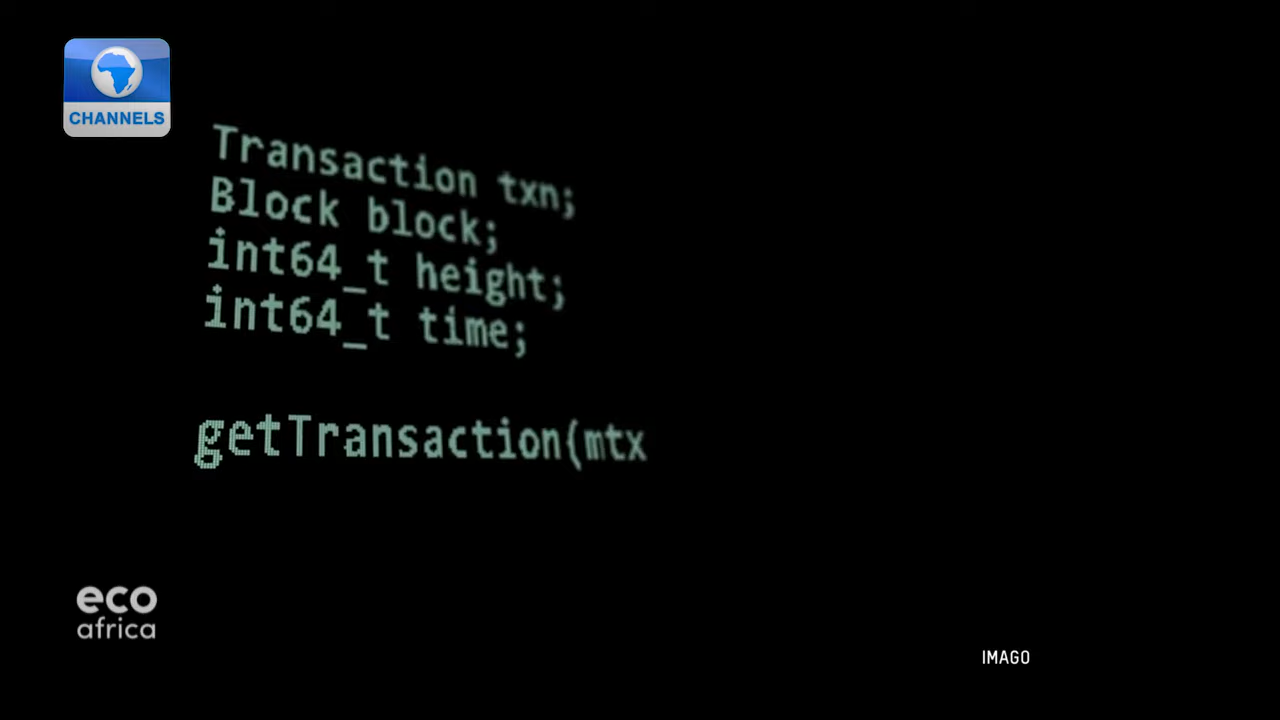 CHANNELS
Transaction txn;
Block block;
int64_t height;
int64_t time;
getTransaction(mtx
eco
africa
IMAGO